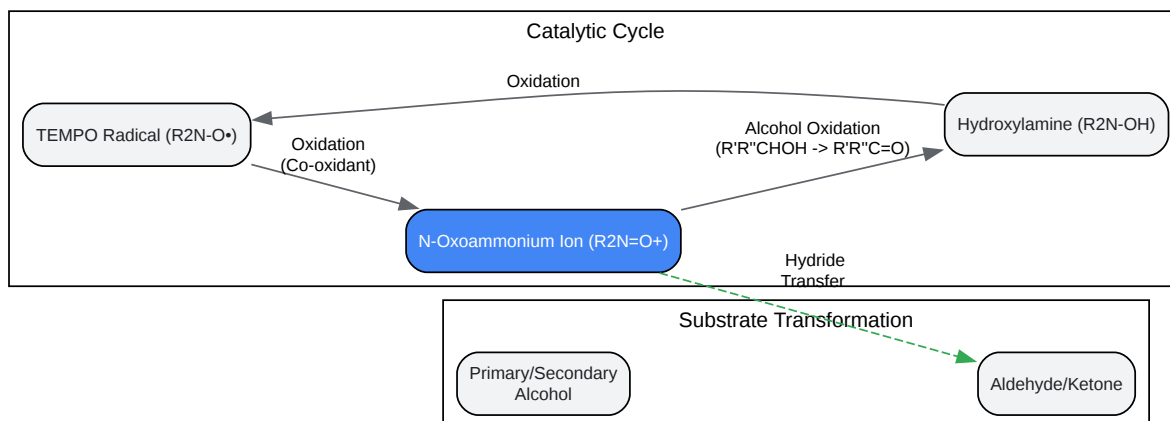 Catalytic Cycle
Oxidation
TEMPO Radical (R2N-O•)
Hydroxylamine (R2N-OH)
Alcohol Oxidation
(R'R''CHOH -> R'R''C=O)
Oxidation
(Co-oxidant)
N-Oxoammonium Ion (R2N=O+)
Hydride
Transfer
Substrate Transformation
Primary/Secondary
Alcohol
Aldehyde/Ketone